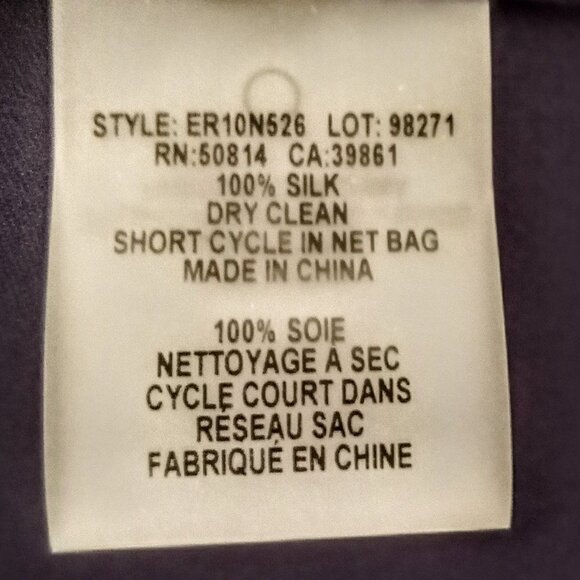 STYLE: ER10N526 LOT: 98271
RN:50814 CA:39861
100% SILK
DRY CLEAN
SHORT CYCLE IN NET BAG
MADE IN CHINA
100% SOIE
NETTOYAGE À SEC
CYCLE COURT DANS
RÉSEAU SAC
FABRIQUÉ EN CHINE